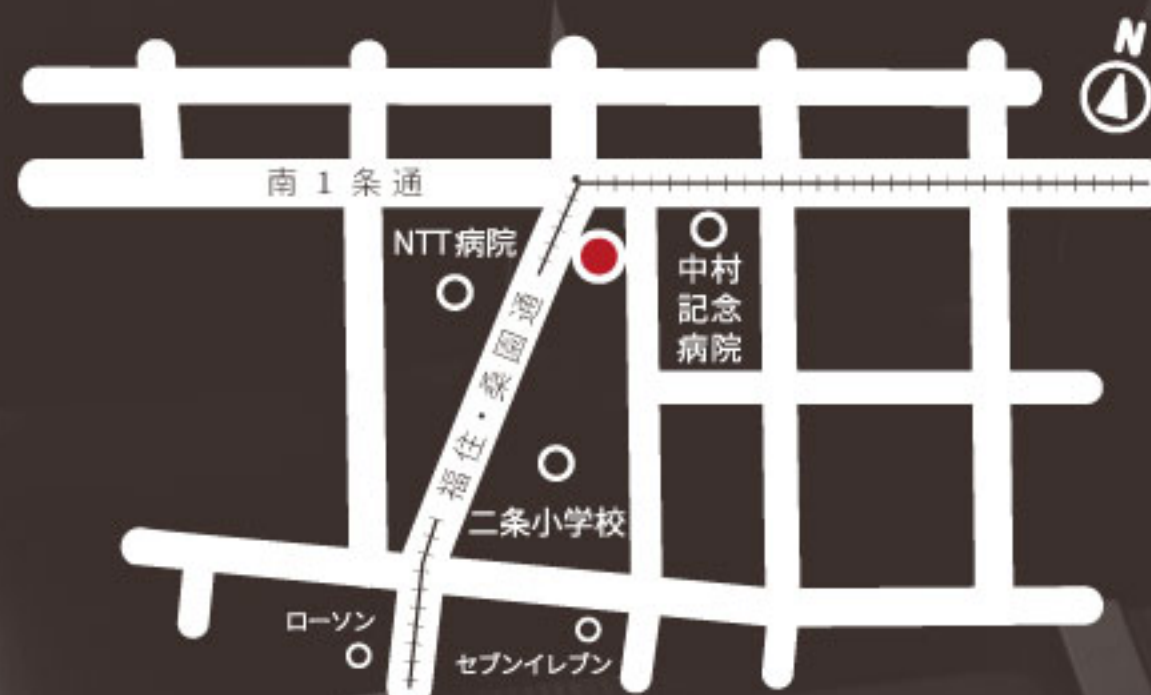 N
南1条通
NTT病院
中村
記念
病院
福住・桑園通
二条小学校
ローソン
セブンイレブン